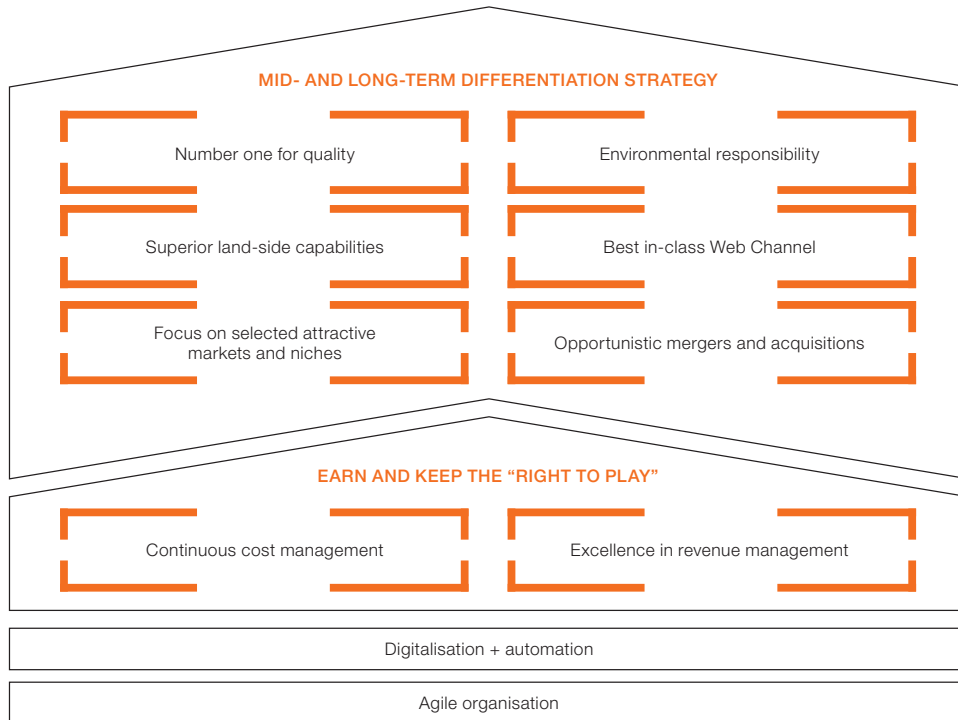 MID- AND LONG-TERM DIFFERENTIATION STRATEGY
Number one for quality
Environmental responsibility
Superior land-side capabilities
Best in-class Web Channel
Focus on selected attractive
markets and niches
Opportunistic mergers and acquisitions
EARN AND KEEP THE “RIGHT TO PLAY”
Continuous cost management
Excellence in revenue management
Digitalisation + automation
Agile organisation